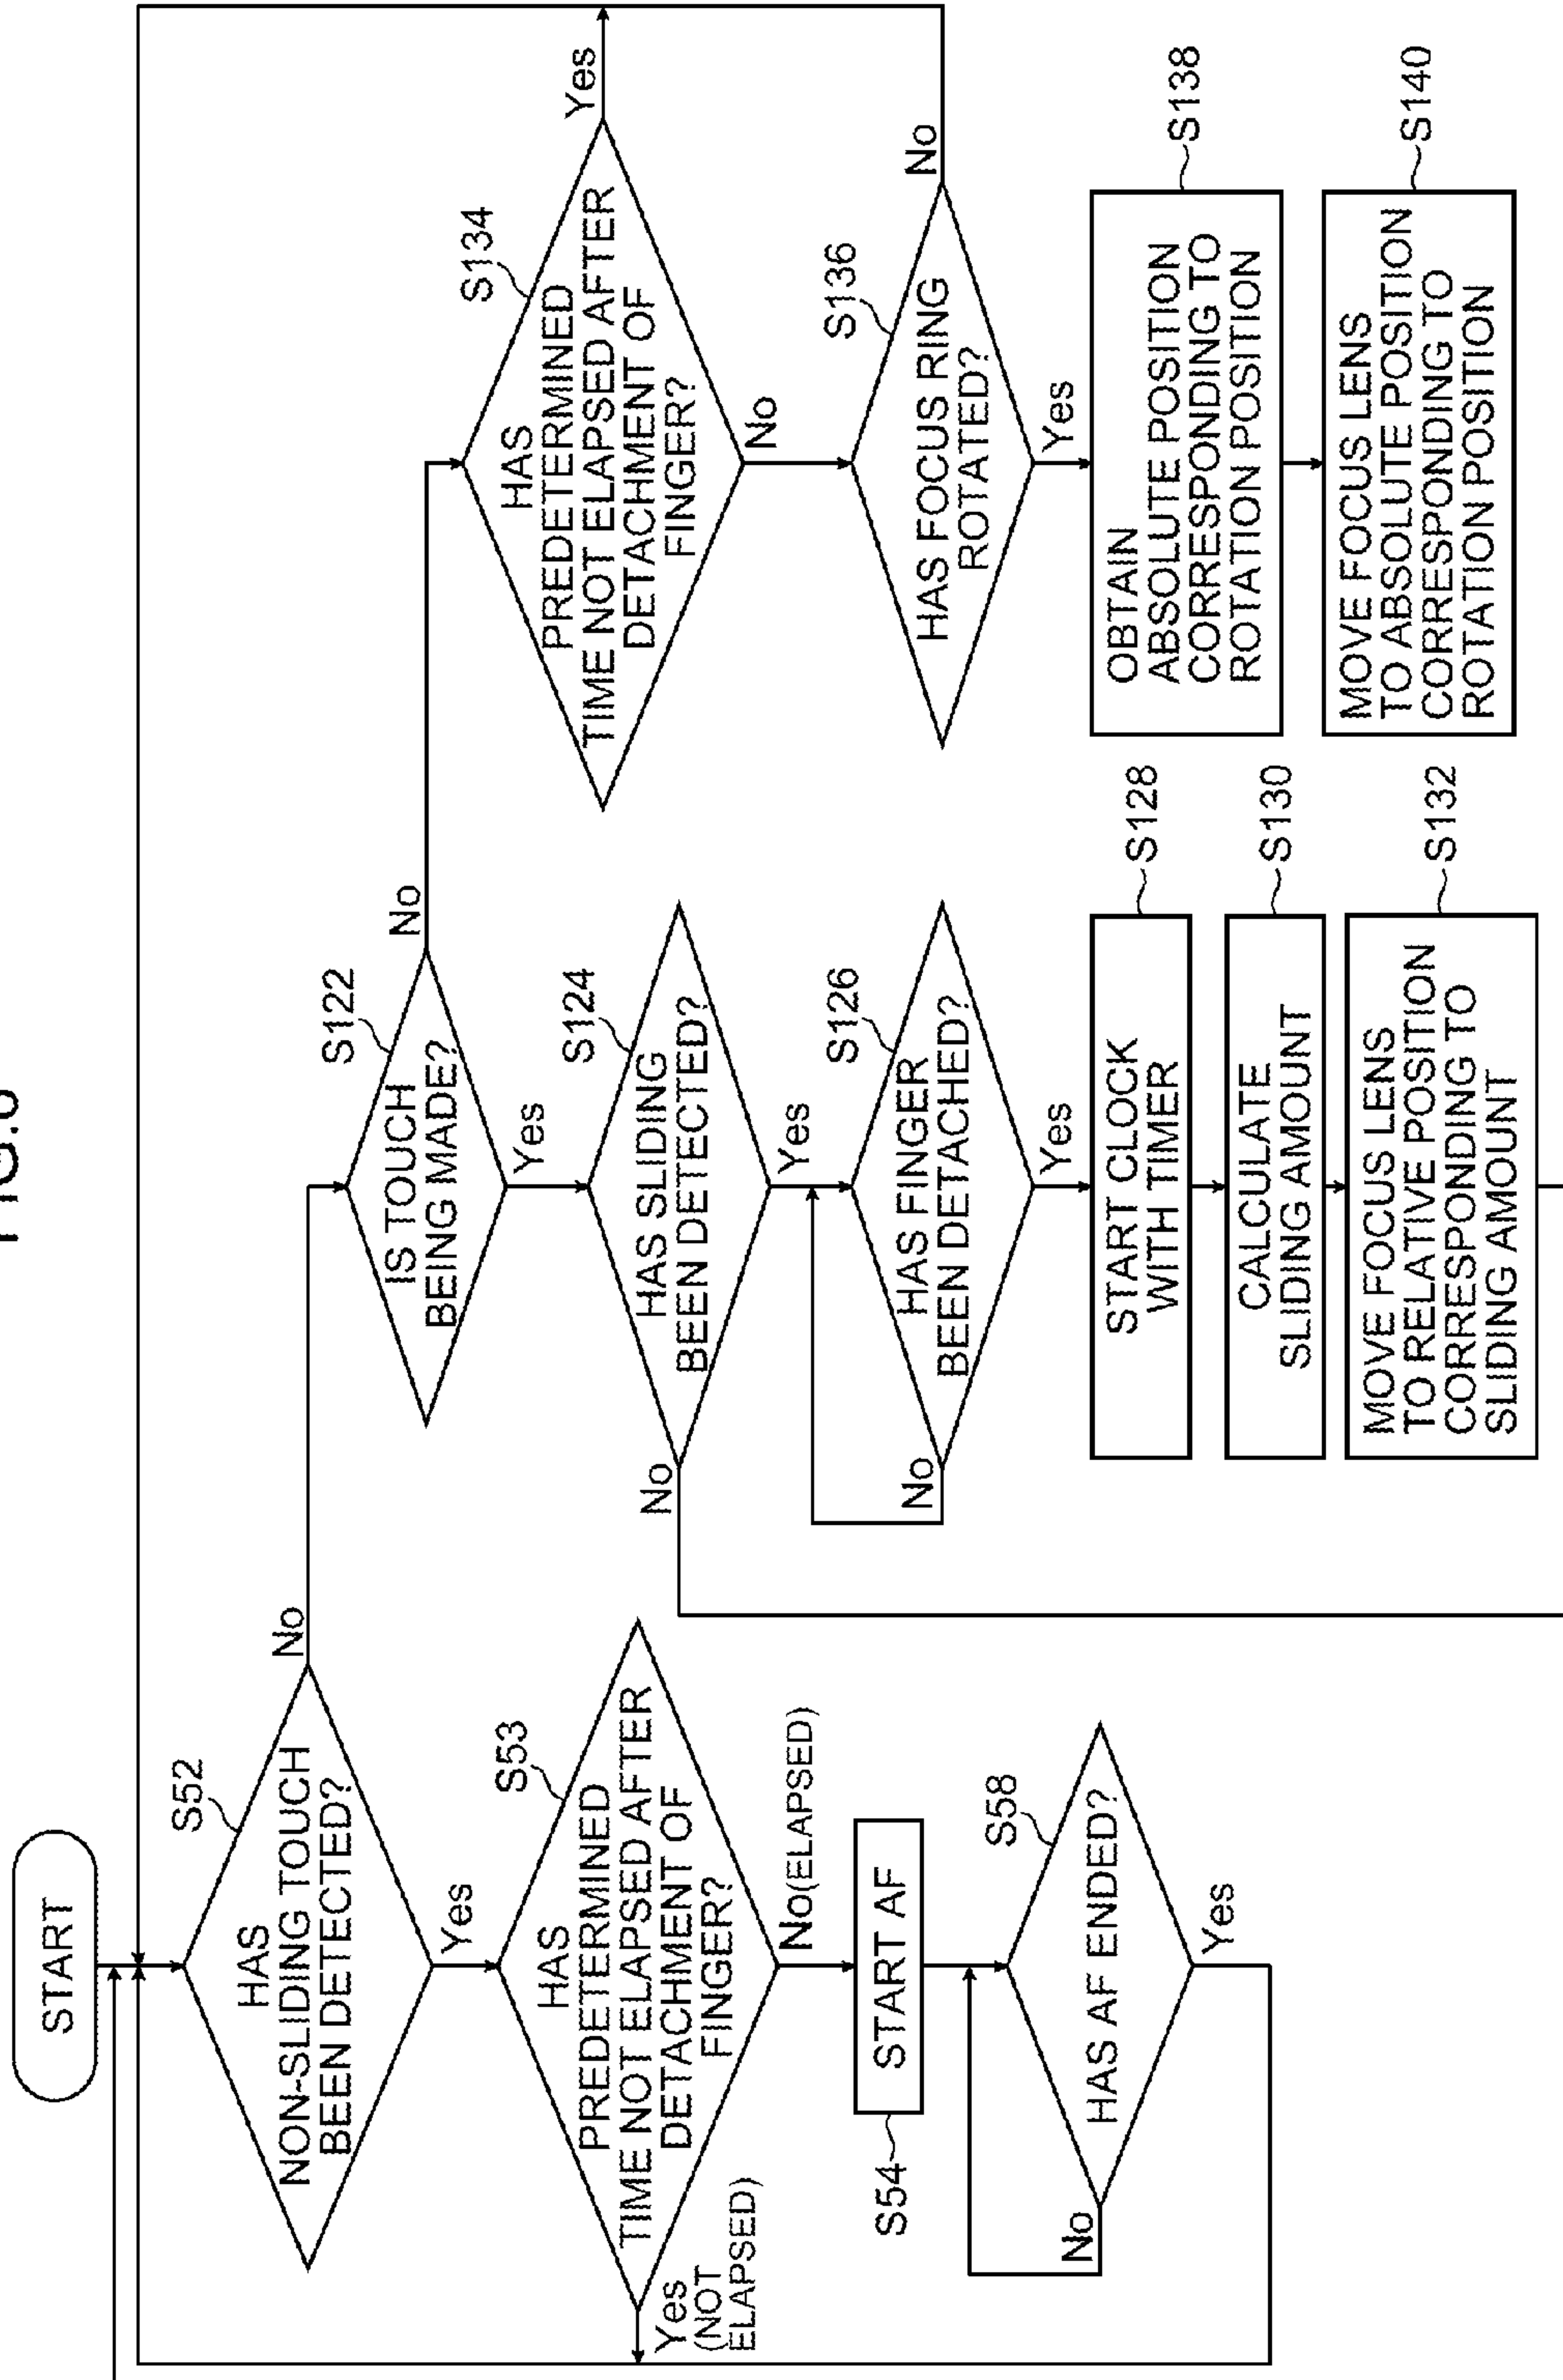 START
S52
HAS
NON-SLIDING TOUCH
BEEN DETECTED?
No
Yes
S53
HAS
PREDETERMINED
TIME NOT ELAPSED AFTER
DETACHMENT OF
FINGER?
Yes
(NOT
ELAPSED)
No(ELAPSED)
S54
START AF
S58
HAS AF ENDED?
No
Yes
S122
IS TOUCH
BEING MADE?
No
Yes
S124
HAS SLIDING
BEEN DETECTED?
No
Yes
S126
HAS FINGER
BEEN DETACHED?
No
Yes
START CLOCK
WITH TIMER
S128
CALCULATE
SLIDING AMOUNT
S130
MOVE FOCUS LENS
TO RELATIVE POSITION
CORRESPONDING TO
SLIDING AMOUNT
S132
S134
HAS
PREDETERMINED
TIME NOT ELAPSED AFTER
DETACHMENT OF
FINGER?
Yes
No
S136
HAS FOCUS RING
ROTATED?
No
Yes
OBTAIN
ABSOLUTE POSITION
CORRESPONDING TO
ROTATION POSITION
S138
MOVE FOCUS LENS
TO ABSOLUTE POSITION
CORRESPONDING TO
ROTATION POSITION
S140